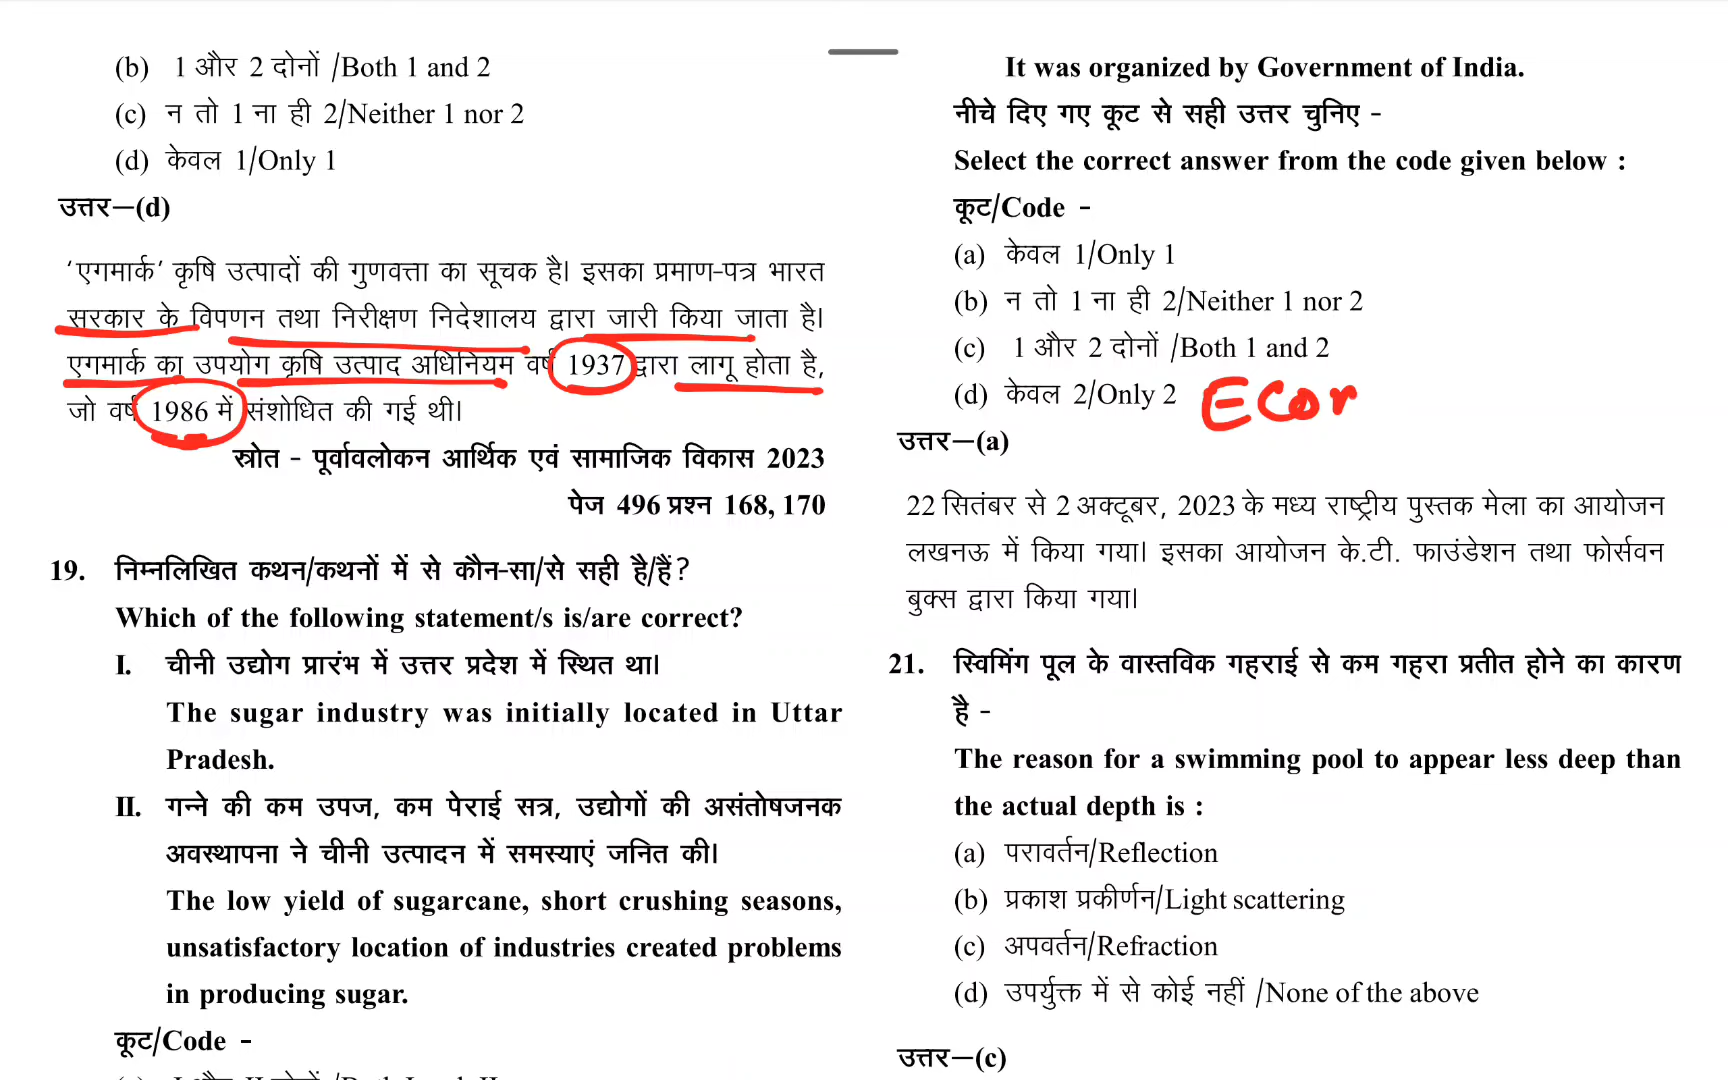 (b) 1 और 2 दोनों /Both 1 and 2
(c) न तो 1 ना ही 2/Neither 1 nor 2
(d) केवल 1/Only 1
उत्तर—(d)
‘एगमार्क’ कृषि उत्पादों की गुणवत्ता का सूचक है। इसका प्रमाण-पत्र भारत
सरकार के विपणन तथा निरीक्षण निदेशालय द्वारा जारी किया जाता है।
एगमार्क का उपयोग कृषि उत्पाद अधिनियम वर्ष 1937 द्वारा लागू होता है,
जो वर्ष 1986 में संशोधित की गई थी।
स्रोत - पूर्वावलोकन आर्थिक एवं सामाजिक विकास 2023
पेज 496 प्रश्न 168, 170
19. निम्नलिखित कथन/कथनों में से कौन-सा/से सही है/हैं?
Which of the following statement/s is/are correct?
I. चीनी उद्योग प्रारंभ में उत्तर प्रदेश में स्थित था।
The sugar industry was initially located in Uttar
Pradesh.
II. गन्ने की कम उपज, कम पेराई सत्र, उद्योगों की असंतोषजनक
अवस्थापना ने चीनी उत्पादन में समस्याएं जनित की।
The low yield of sugarcane, short crushing seasons,
unsatisfactory location of industries created problems
in producing sugar.
कूट/Code -
It was organized by Government of India.
नीचे दिए गए कूट से सही उत्तर चुनिए -
Select the correct answer from the code given below :
कूट/Code -
(a) केवल 1/Only 1
(b) न तो 1 ना ही 2/Neither 1 nor 2
(c) 1 और 2 दोनों /Both 1 and 2
(d) केवल 2/Only 2
उत्तर—(a)
22 सितंबर से 2 अक्टूबर, 2023 के मध्य राष्ट्रीय पुस्तक मेला का आयोजन
लखनऊ में किया गया। इसका आयोजन के.टी. फाउंडेशन तथा फोर्सवन
बुक्स द्वारा किया गया।
21. स्विमिंग पूल के वास्तविक गहराई से कम गहरा प्रतीत होने का कारण
है -
The reason for a swimming pool to appear less deep than
the actual depth is :
(a) परावर्तन/Reflection
(b) प्रकाश प्रकीर्णन/Light scattering
(c) अपवर्तन/Refraction
(d) उपर्युक्त में से कोई नहीं /None of the above
उत्तर—(c)